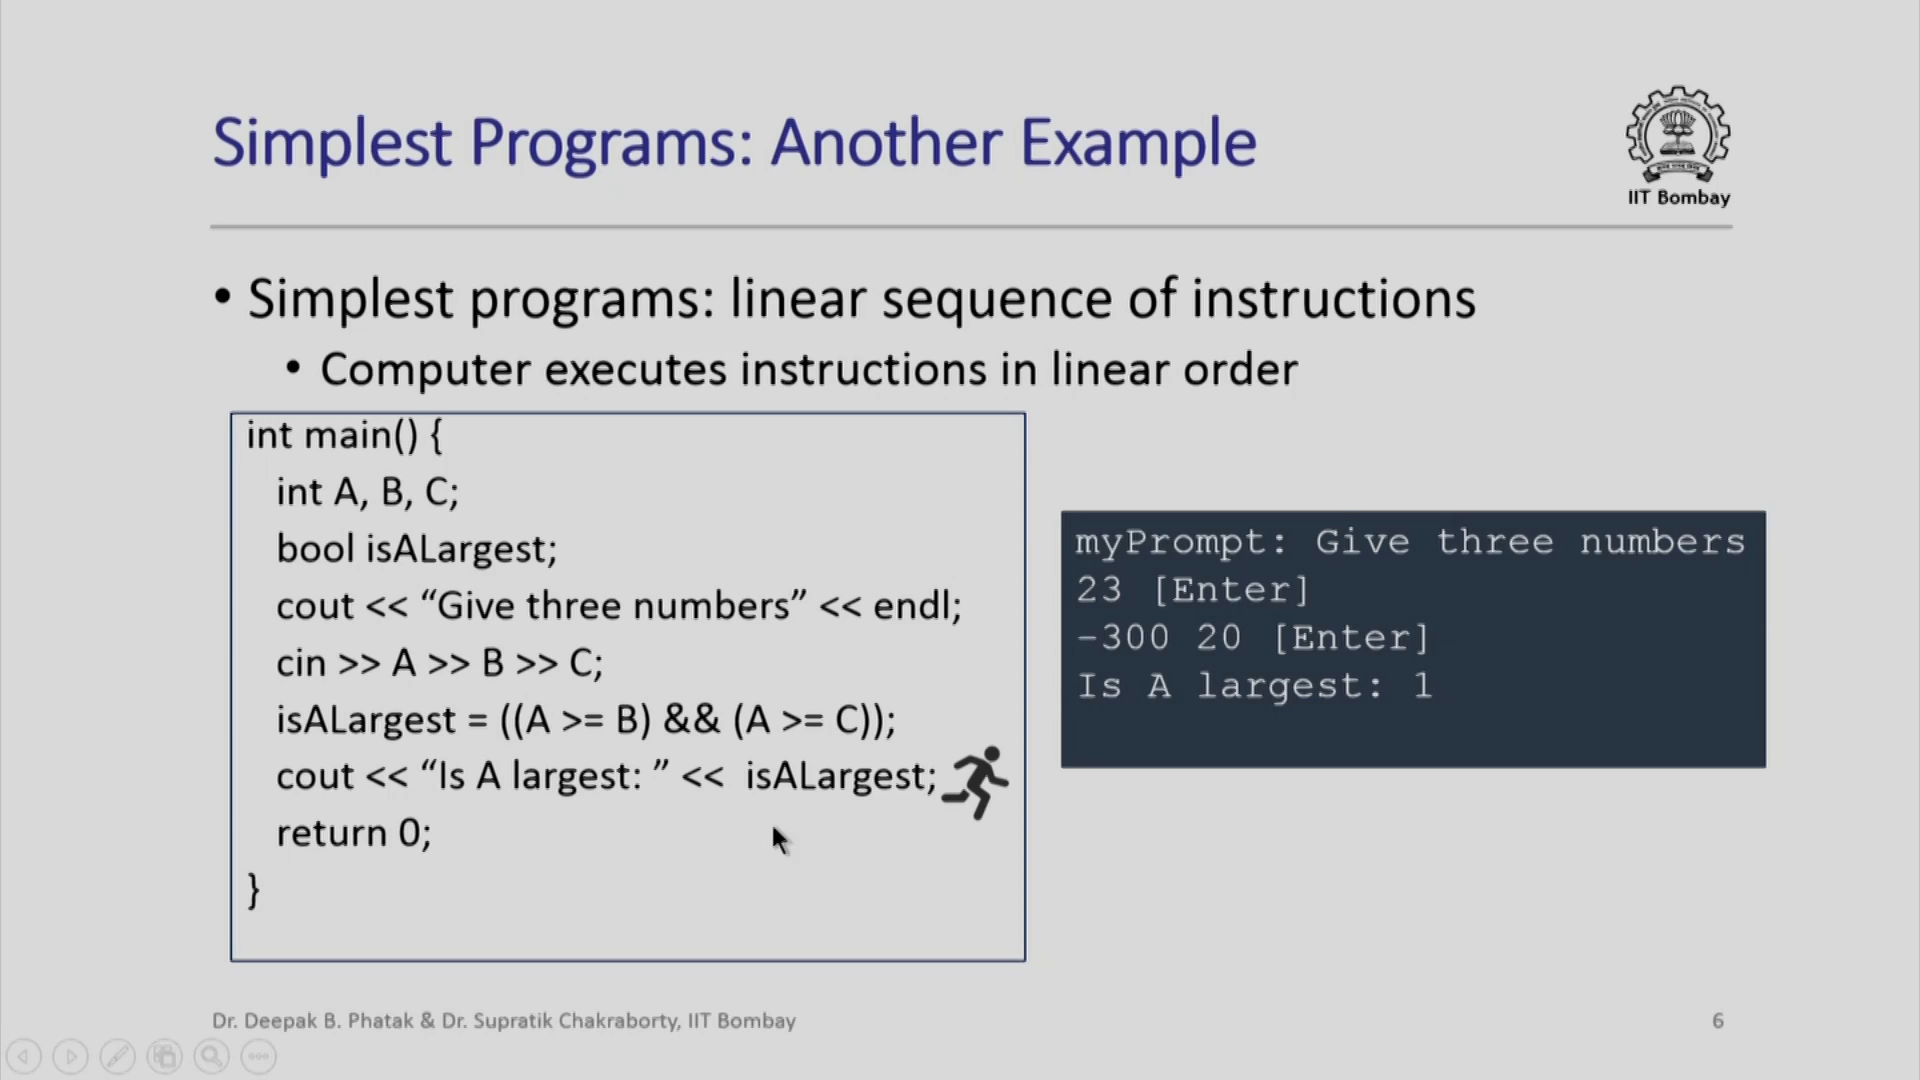 Simplest Programs: Another Example
IIT Bombay
• Simplest programs: linear sequence of instructions
• Computer executes instructions in linear order
int main() {
int A, B, C;
bool isALargest;
cout << “Give three numbers” << endl;
cin >> A >> B >> C;
isALargest = ((A >= B) && (A >= C));
cout << “Is A largest: ” << isALargest;
return 0;
}
myPrompt: Give three numbers
23 [Enter]
-300 20 [Enter]
Is A largest: 1
Dr. Deepak B. Phatak & Dr. Supratik Chakraborty, IIT Bombay
6